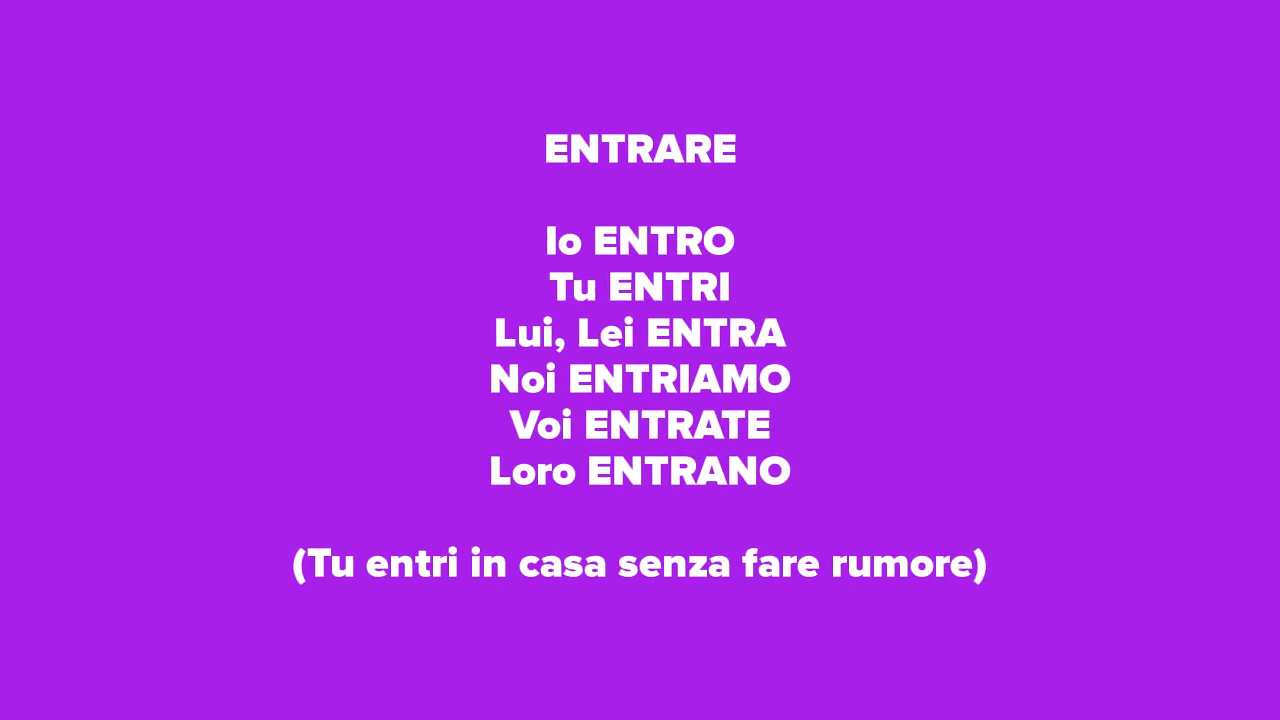 ENTRARE
Io ENTRO
Tu ENTRI
Lui, Lei ENTRA
Noi ENTRIAMO
Voi ENTRATE
Loro ENTRANO
(Tu entri in casa senza fare rumore)